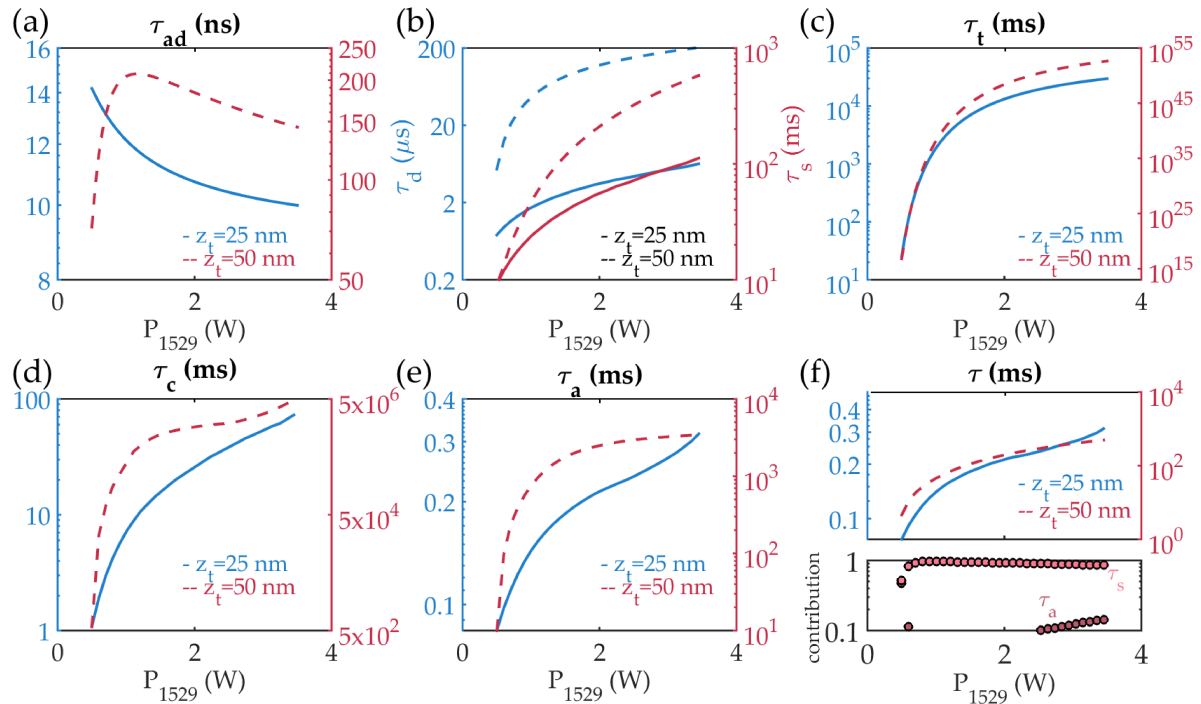 (a) τad (ns)
16
14
12
10
8
250
200
150
100
50
- zt=25 nm
-- zt=50 nm
0 2 4
P1529 (W)
(b)
200
20
2
0.2
τd (μs)
10³
10²
10¹
τs (ms)
- zt=25 nm
-- zt=50 nm
0 2 4
P1529 (W)
(c) τt (ms)
10⁵
10⁴
10³
10²
10¹
10⁵⁵
10⁴⁵
10³⁵
10²⁵
10¹⁵
- zt=25 nm
-- zt=50 nm
0 2 4
P1529 (W)
(d) τc (ms)
100
10
1
5x10⁶
5x10⁴
5x10²
- zt=25 nm
-- zt=50 nm
0 2 4
P1529 (W)
(e) τa (ms)
0.4
0.3
0.2
0.1
10⁴
10³
10²
10¹
- zt=25 nm
-- zt=50 nm
0 2 4
P1529 (W)
(f) τ (ms)
0.4
0.3
0.2
0.1
10⁴
10²
10⁰
- zt=25 nm
-- zt=50 nm
contribution
1
0.1
τs
τa
0 2 4
P1529 (W)